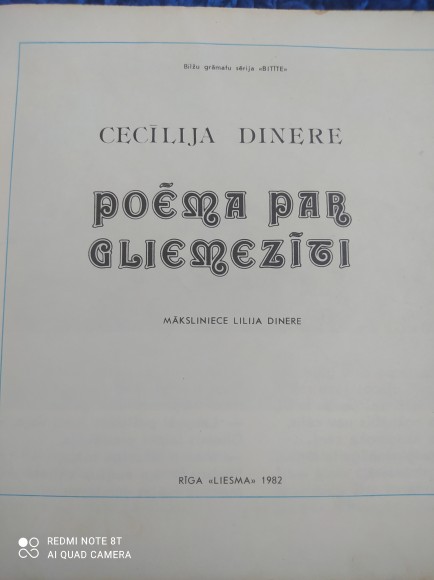 Bilžu grāmatu sērija «BITĪTE»
CECĪLIJA DINERE
POĒMA PAR
GLIEMEZĪTI
MĀKSLINIECE LILIJA DINERE
RĪGA «LIESMA» 1982
REDMI NOTE 8T
AI QUAD CAMERA